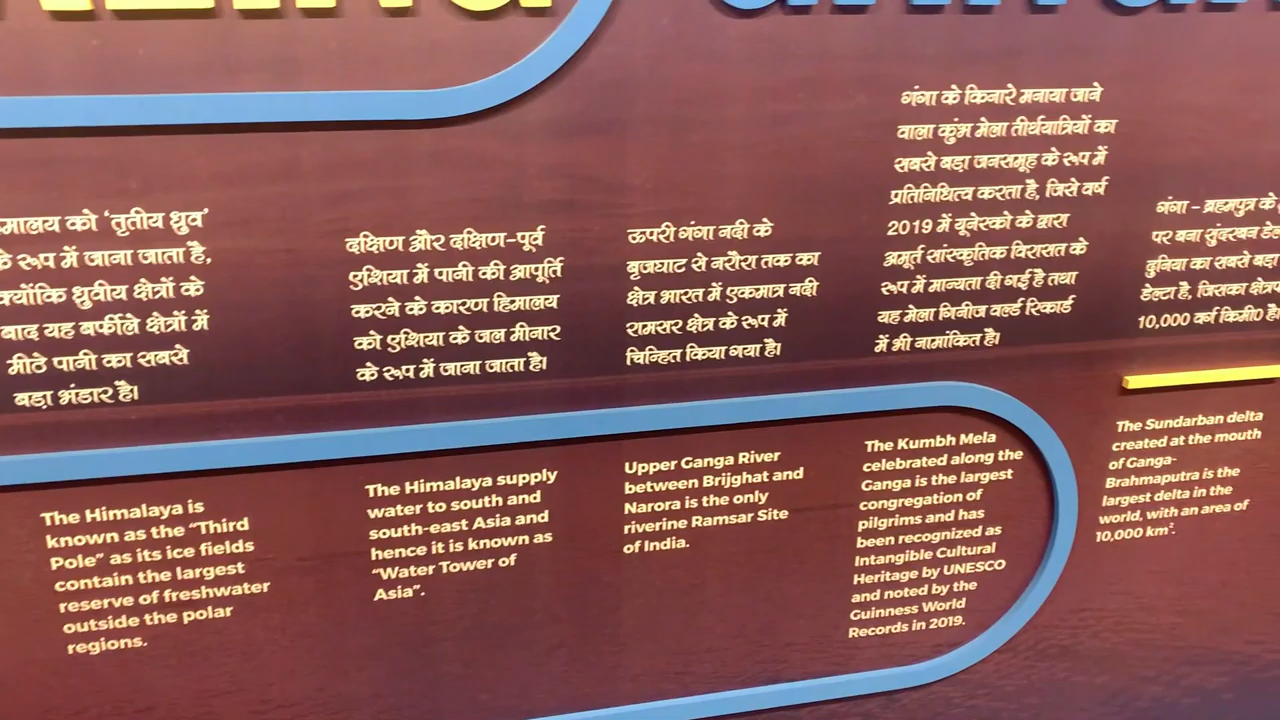 को 'तृतीय ध्रुव'
रूप में जाना जाता है,
क्योंकि ध्रुवीय क्षेत्रों के
बाद यह बर्फीले क्षेत्रों में
मीठे पानी का सबसे
बड़ा भंडार है।
दक्षिण और दक्षिण-पूर्व
एशिया में पानी की आपूर्ति
करने के कारण हिमालय
को एशिया के जल मीनार
के रूप में जाना जाता है।
ऊपरी गंगा नदी के
बृजघाट से नरौरा तक का
क्षेत्र भारत में एकमात्र नदी
रामसर क्षेत्र के रूप में
चिन्हित किया गया है।
गंगा के किनारे मनाया जाने
वाला कुंभ मेला तीर्थयात्रियों का
सबसे बड़ा जनसमूह के रूप में
प्रतिनिधित्व करता है, जिसे वर्ष
2019 में यूनेस्को के द्वारा
अमूर्त सांस्कृतिक विरासत के
रूप में मान्यता दी गई है तथा
यह मेला गिनीज वर्ल्ड रिकार्ड
में भी नामांकित है।
गंगा - ब्रहमपुत्र के
पर बना सुंदरबन
दुनिया का सबसे बड़ा
डेल्टा है, जिसका
10,000 वर्ग किमी0 है।
The Himalaya is
known as the "Third
Pole" as its ice fields
contain the largest
reserve of freshwater
outside the polar
regions.
The Himalaya supply
water to south and
south-east Asia and
hence it is known as
"Water Tower of
Asia".
Upper Ganga River
between Brijghat and
Narora is the only
riverine Ramsar Site
of India.
The Kumbh Mela
celebrated along the
Ganga is the largest
congregation of
pilgrims and has
been recognized as
Intangible Cultural
Heritage by UNESCO
and noted by the
Guinness World
Records in 2019.
The Sundarban delta
created at the mouth
of Ganga-
Brahmaputra is the
largest delta in the
world, with an area of
10,000 km².